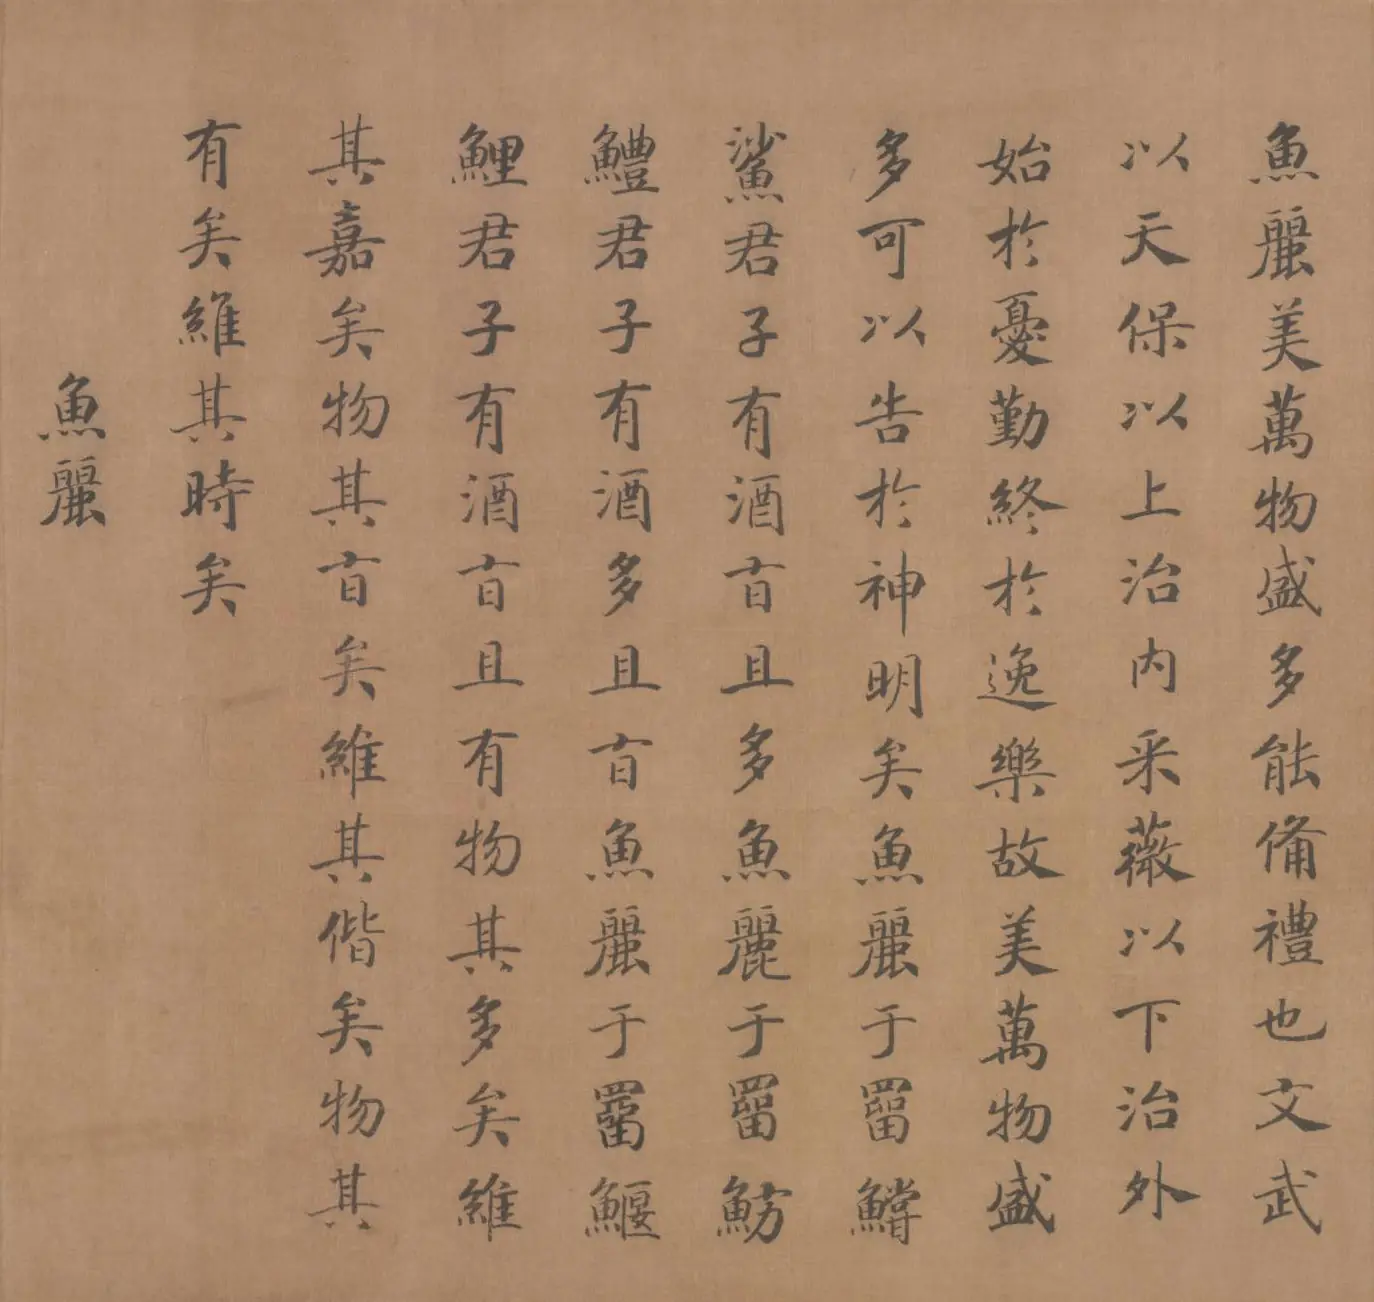 魚麗美萬物盛多能備禮也文武
以天保以上治内采薇以下治外
始於憂勤終於逸樂故美萬物盛
多可以告於神明矣魚麗于罶鱨
鯊君子有酒旨且多魚麗于罶魴
鱧君子有酒多且旨魚麗于罶鰋
鯉君子有酒旨且有物其多矣維
其嘉矣物其旨矣維其偕矣物其
有矣維其時矣
魚麗